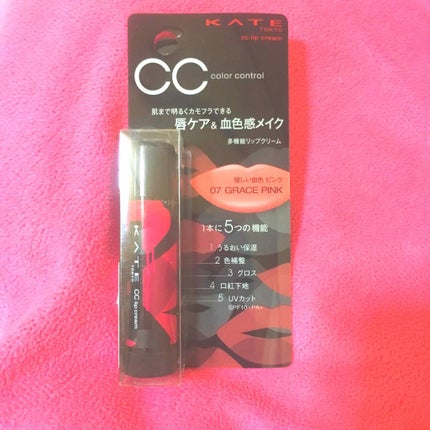 KATE
TOKYO
cc lip cream
CC color control
肌まで明るくカモフラできる
唇ケア&血色感メイク
多機能リップクリーム
優しい血色 ピンク
07 GRACE PINK
1本に5つの機能
1 うるおい保湿
2 色補整
3 グロス
4 口紅下地
5 UVカット
SPF10・PA+
KATE
TOKYO
CC lip cream